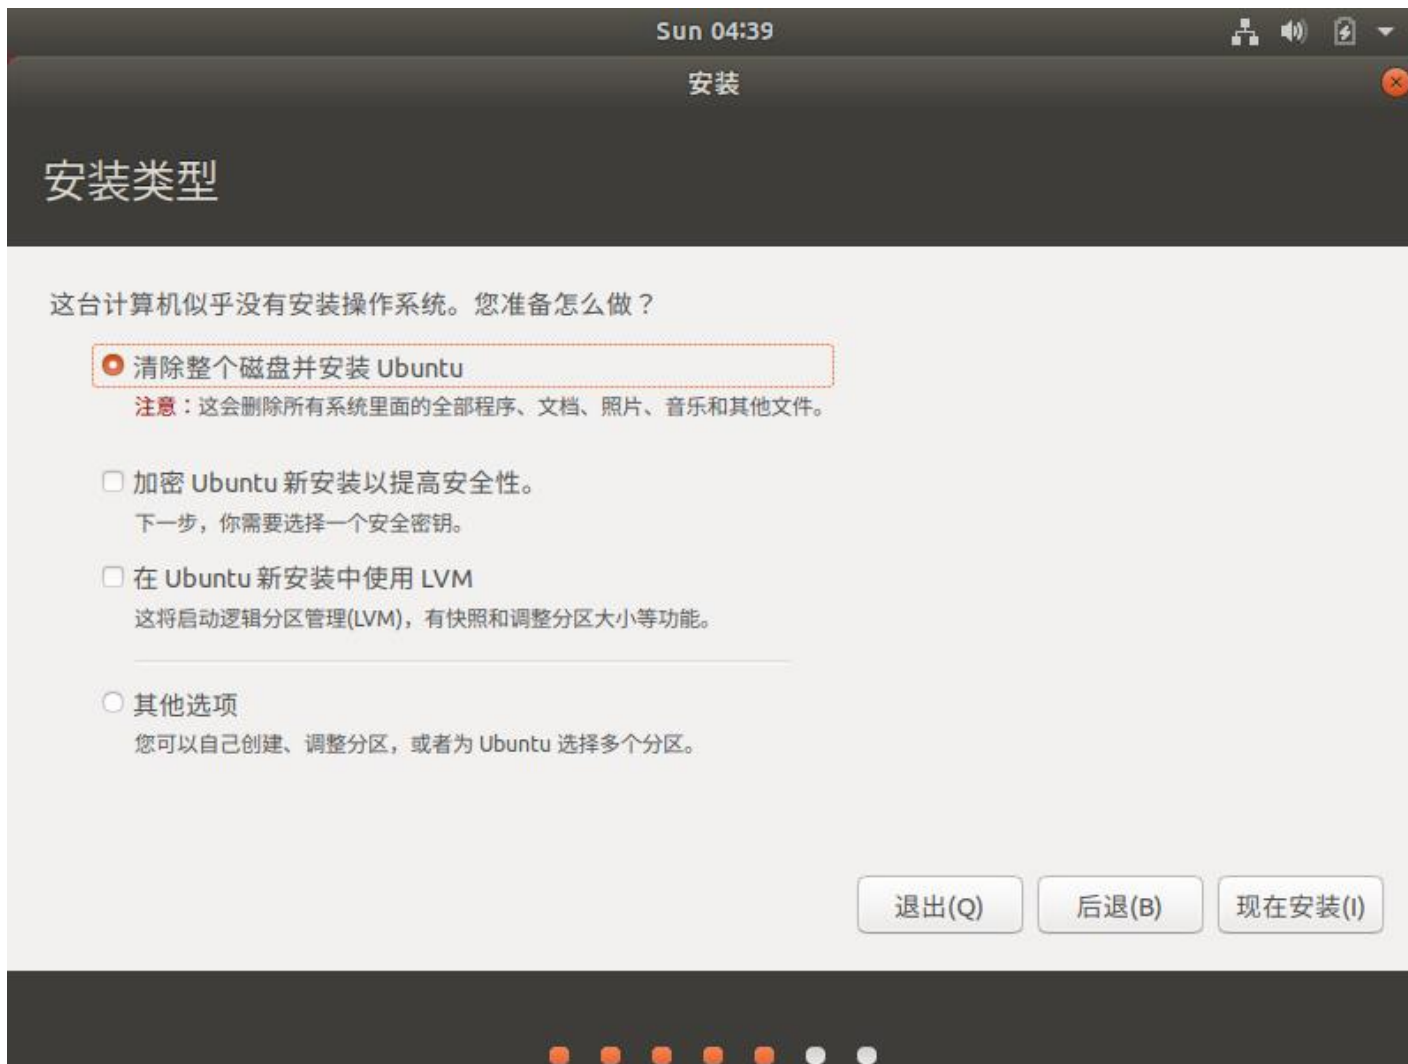 Sun 04:39
安装
安装类型
这台计算机似乎没有安装操作系统。您准备怎么做？
清除整个磁盘并安装 Ubuntu
注意：这会删除所有系统里面的全部程序、文档、照片、音乐和其他文件。
加密 Ubuntu 新安装以提高安全性。
下一步，你需要选择一个安全密钥。
在 Ubuntu 新安装中使用 LVM
这将启动逻辑分区管理(LVM)，有快照和调整分区大小等功能。
其他选项
您可以自己创建、调整分区，或者为 Ubuntu 选择多个分区。
退出(Q) 后退(B) 现在安装(I)